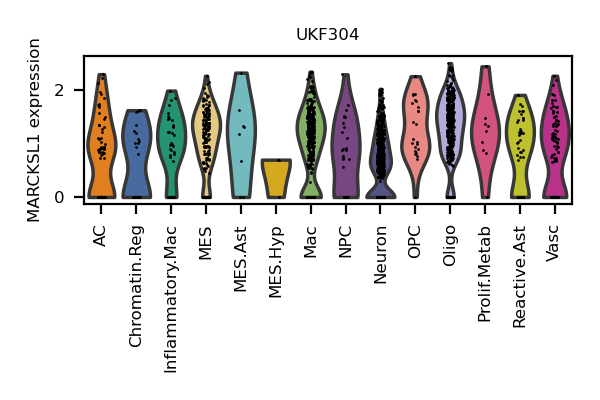 UKF304
MARCKSL1 expression
2
0
AC
Chromatin.Reg
Inflammatory.Mac
MES
MES.Ast
MES.Hyp
Mac
NPC
Neuron
OPC
Oligo
Prolif.Metab
Reactive.Ast
Vasc